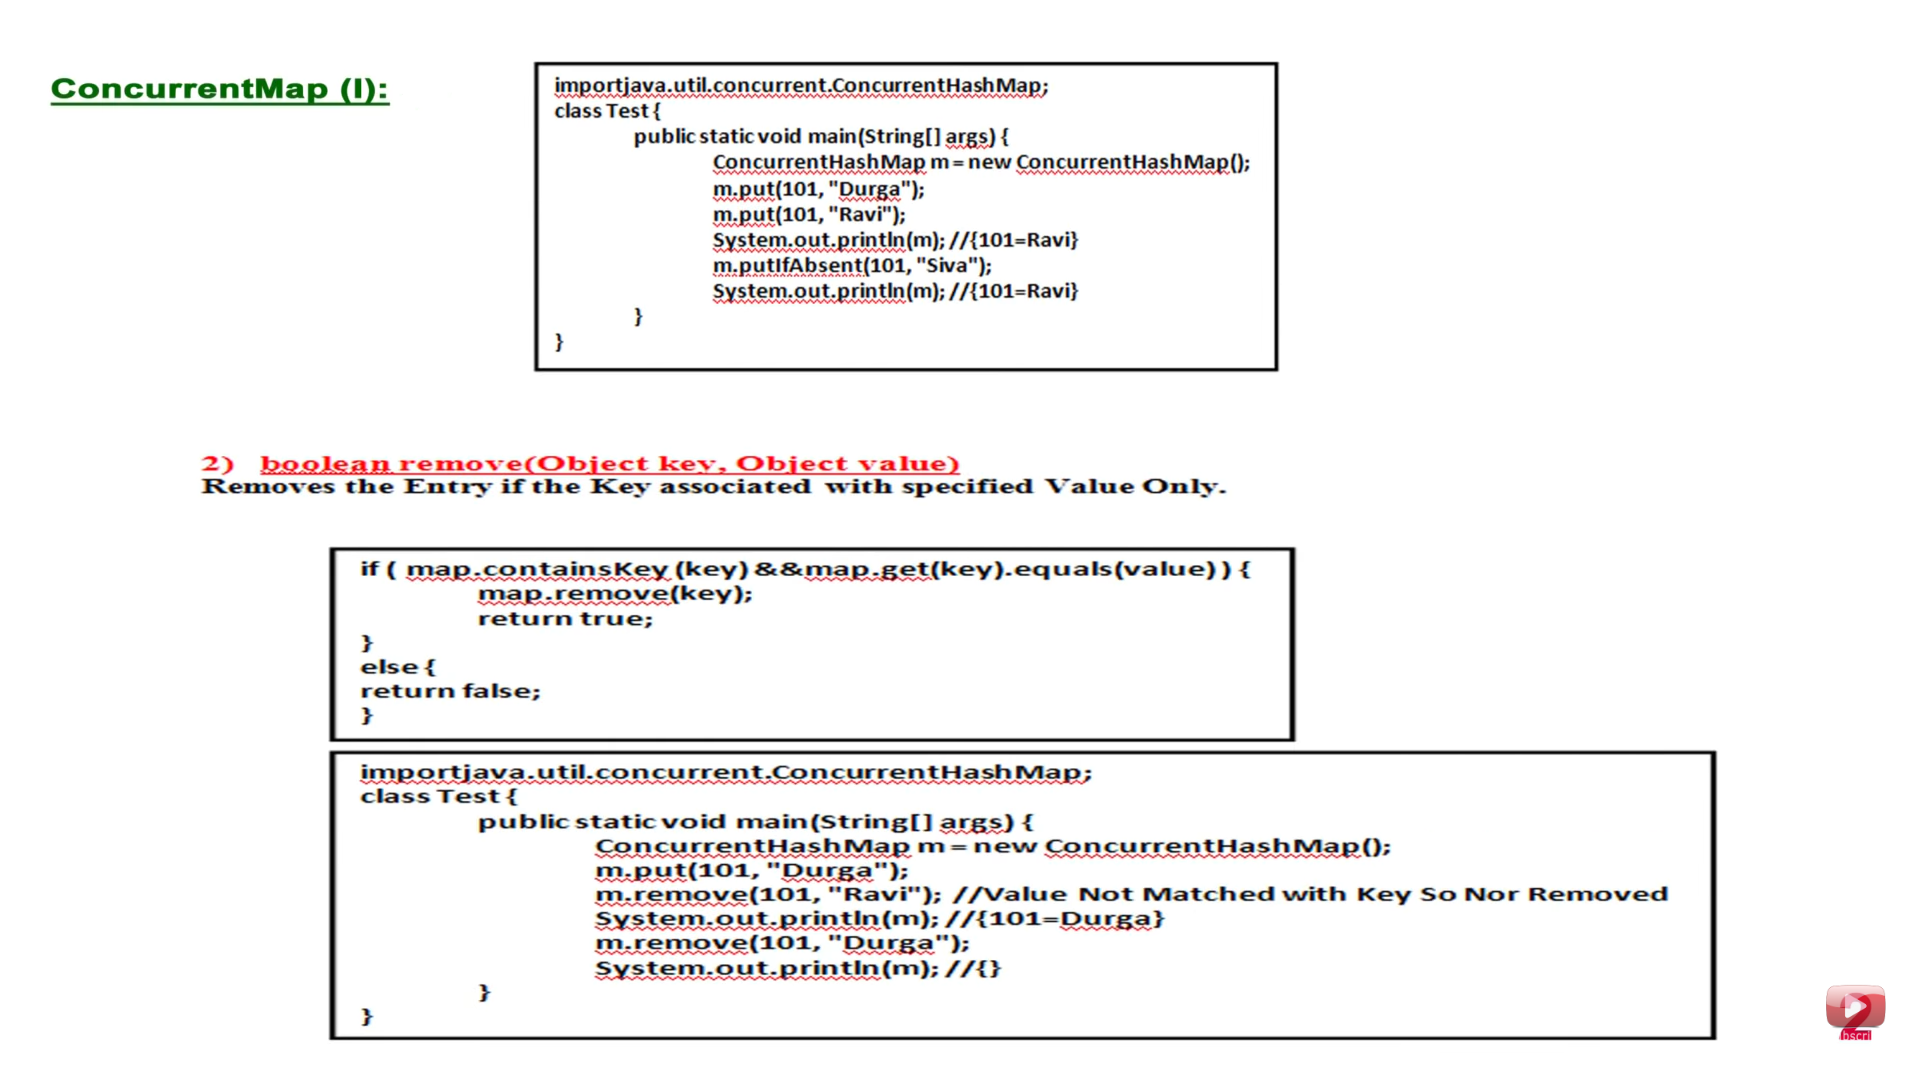 ConcurrentMap (I):
importjava.util.concurrent.ConcurrentHashMap;
class Test {
public static void main(String[] args) {
ConcurrentHashMap m = new ConcurrentHashMap();
m.put(101, "Durga");
m.put(101, "Ravi");
System.out.println(m); //{101=Ravi}
m.putIfAbsent(101, "Siva");
System.out.println(m); //{101=Ravi}
}
}
2) boolean remove(Object key, Object value)
Removes the Entry if the Key associated with specified Value Only.
if ( map.containsKey (key) &&map.get(key).equals(value) ) {
map.remove(key);
return true;
}
else {
return false;
}
importjava.util.concurrent.ConcurrentHashMap;
class Test {
public static void main(String[] args) {
ConcurrentHashMap m = new ConcurrentHashMap();
m.put(101, "Durga");
m.remove(101, "Ravi"); //Value Not Matched with Key So Nor Removed
System.out.println(m); //{101=Durga}
m.remove(101, "Durga");
System.out.println(m); //{}
}
}
2